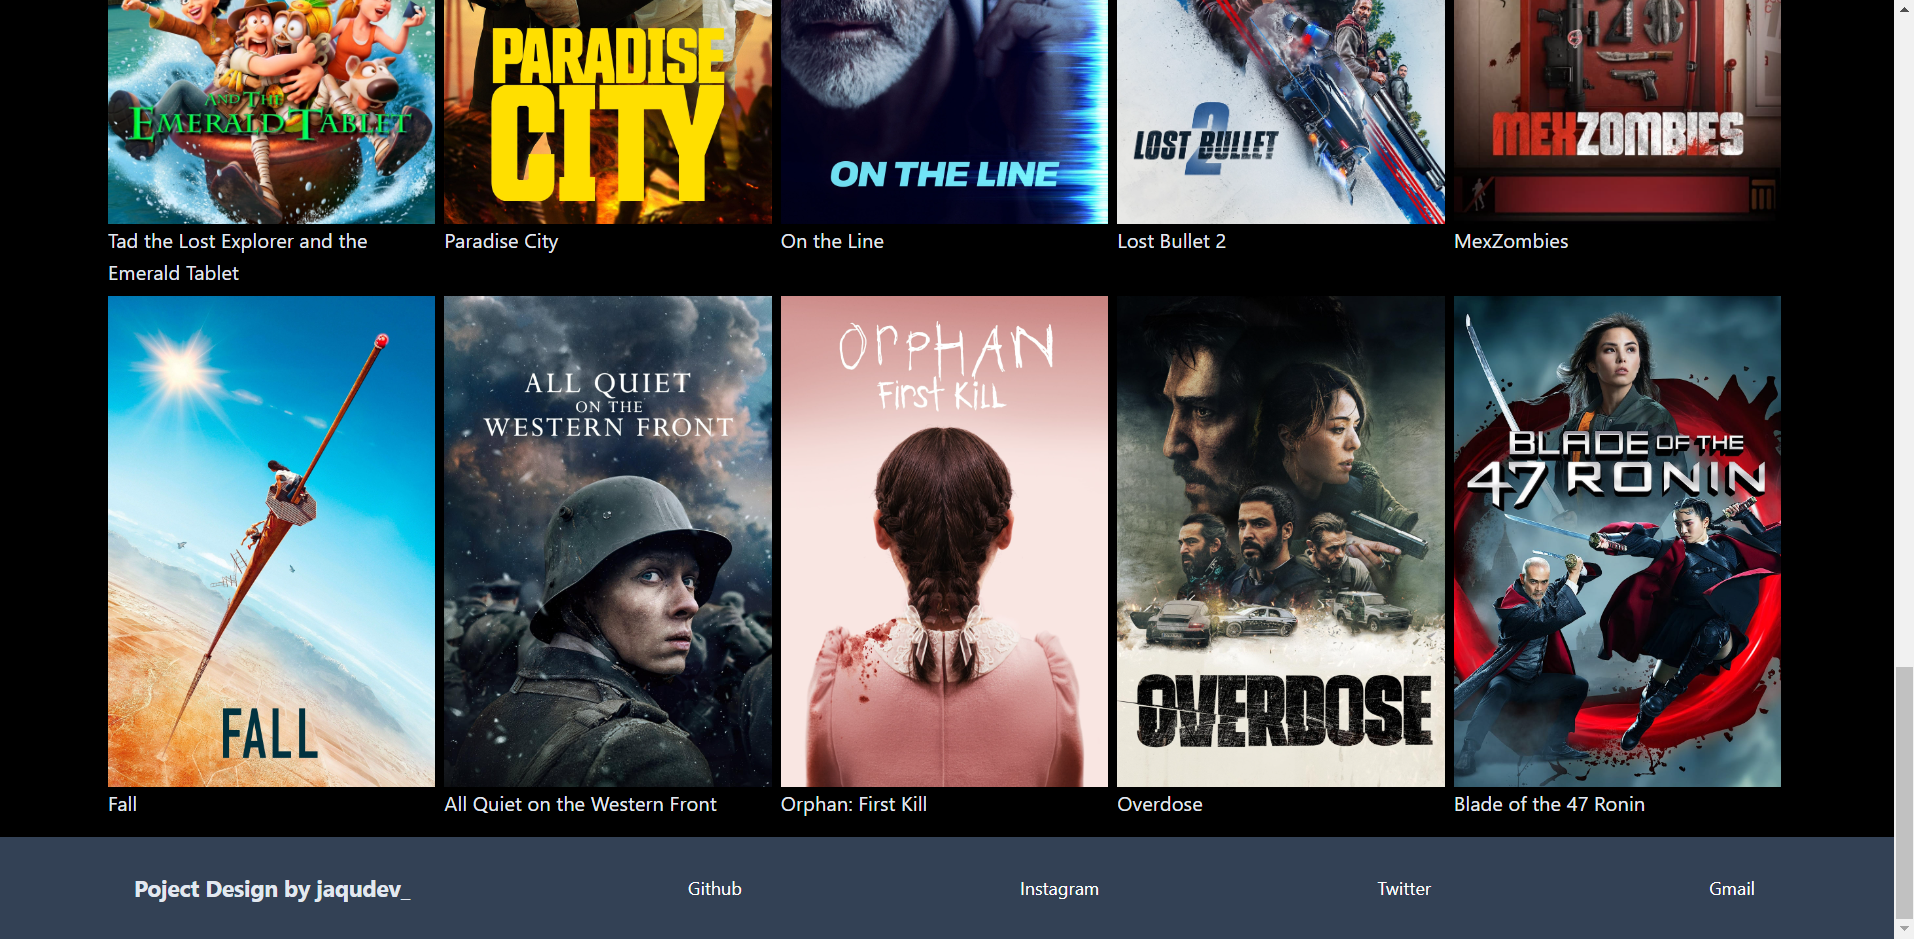 AND THE
EMERALD TABLET
PARADISE
CITY
ON THE LINE
LOST BULLET
2
MEXZOMBIES
Tad the Lost Explorer and the
Emerald Tablet
Paradise City
On the Line
Lost Bullet 2
MexZombies
FALL
ALL QUIET
ON THE
WESTERN FRONT
OrPHAN
First Kill
OVERDOSE
BLADE OF THE
47 RONIN
Fall
All Quiet on the Western Front
Orphan: First Kill
Overdose
Blade of the 47 Ronin
Poject Design by jaqudev_
Github
Instagram
Twitter
Gmail